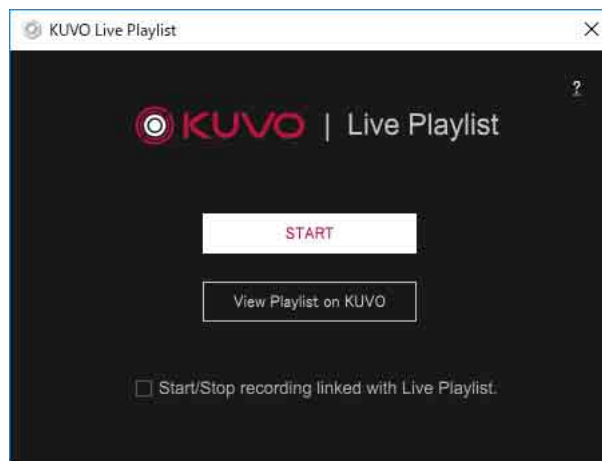 KUVO Live Playlist
?
KUVO | Live Playlist
START
View Playlist on KUVO
Start/Stop recording linked with Live Playlist.